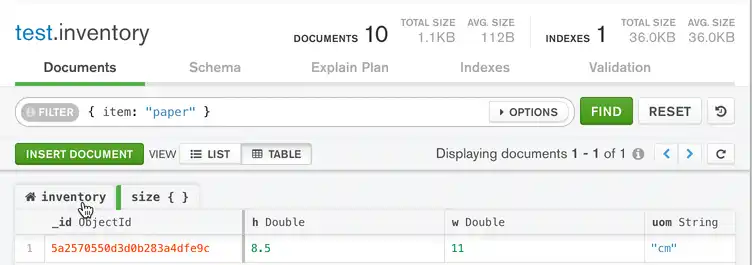 test.inventory
DOCUMENTS 10 TOTAL SIZE 1.1KB AVG. SIZE 112B INDEXES 1 TOTAL SIZE 36.0KB AVG. SIZE 36.0KB
Documents Schema Explain Plan Indexes Validation
FILTER { item: "paper" } OPTIONS FIND RESET
INSERT DOCUMENT VIEW LIST TABLE Displaying documents 1 - 1 of 1
inventory size { }
_id ObjectId h Double w Double uom String
1 5a2570550d3d0b283a4dfe9c 8.5 11 "cm"